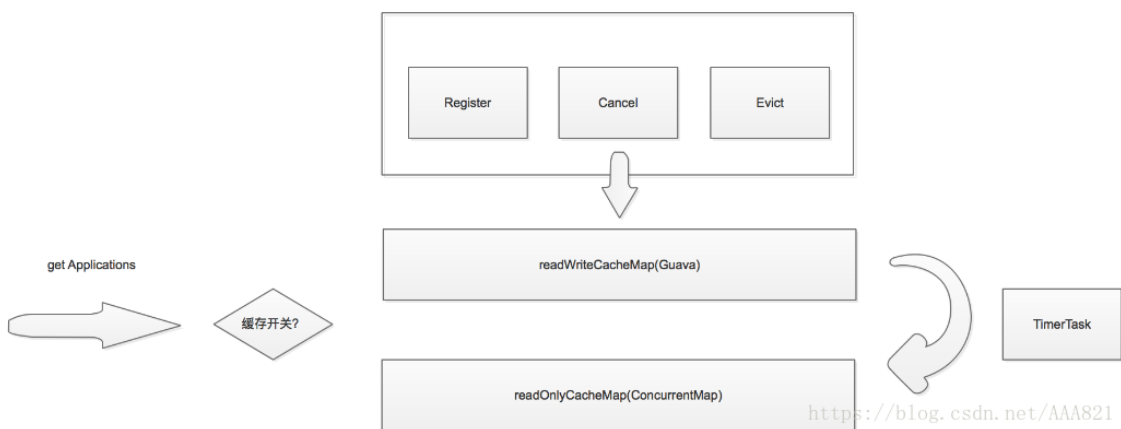 Register
Cancel
Evict
readWriteCacheMap(Guava)
get Applications
缓存开关?
TimerTask
readOnlyCacheMap(ConcurrentMap)
https://blog.csdn.net/AAA821